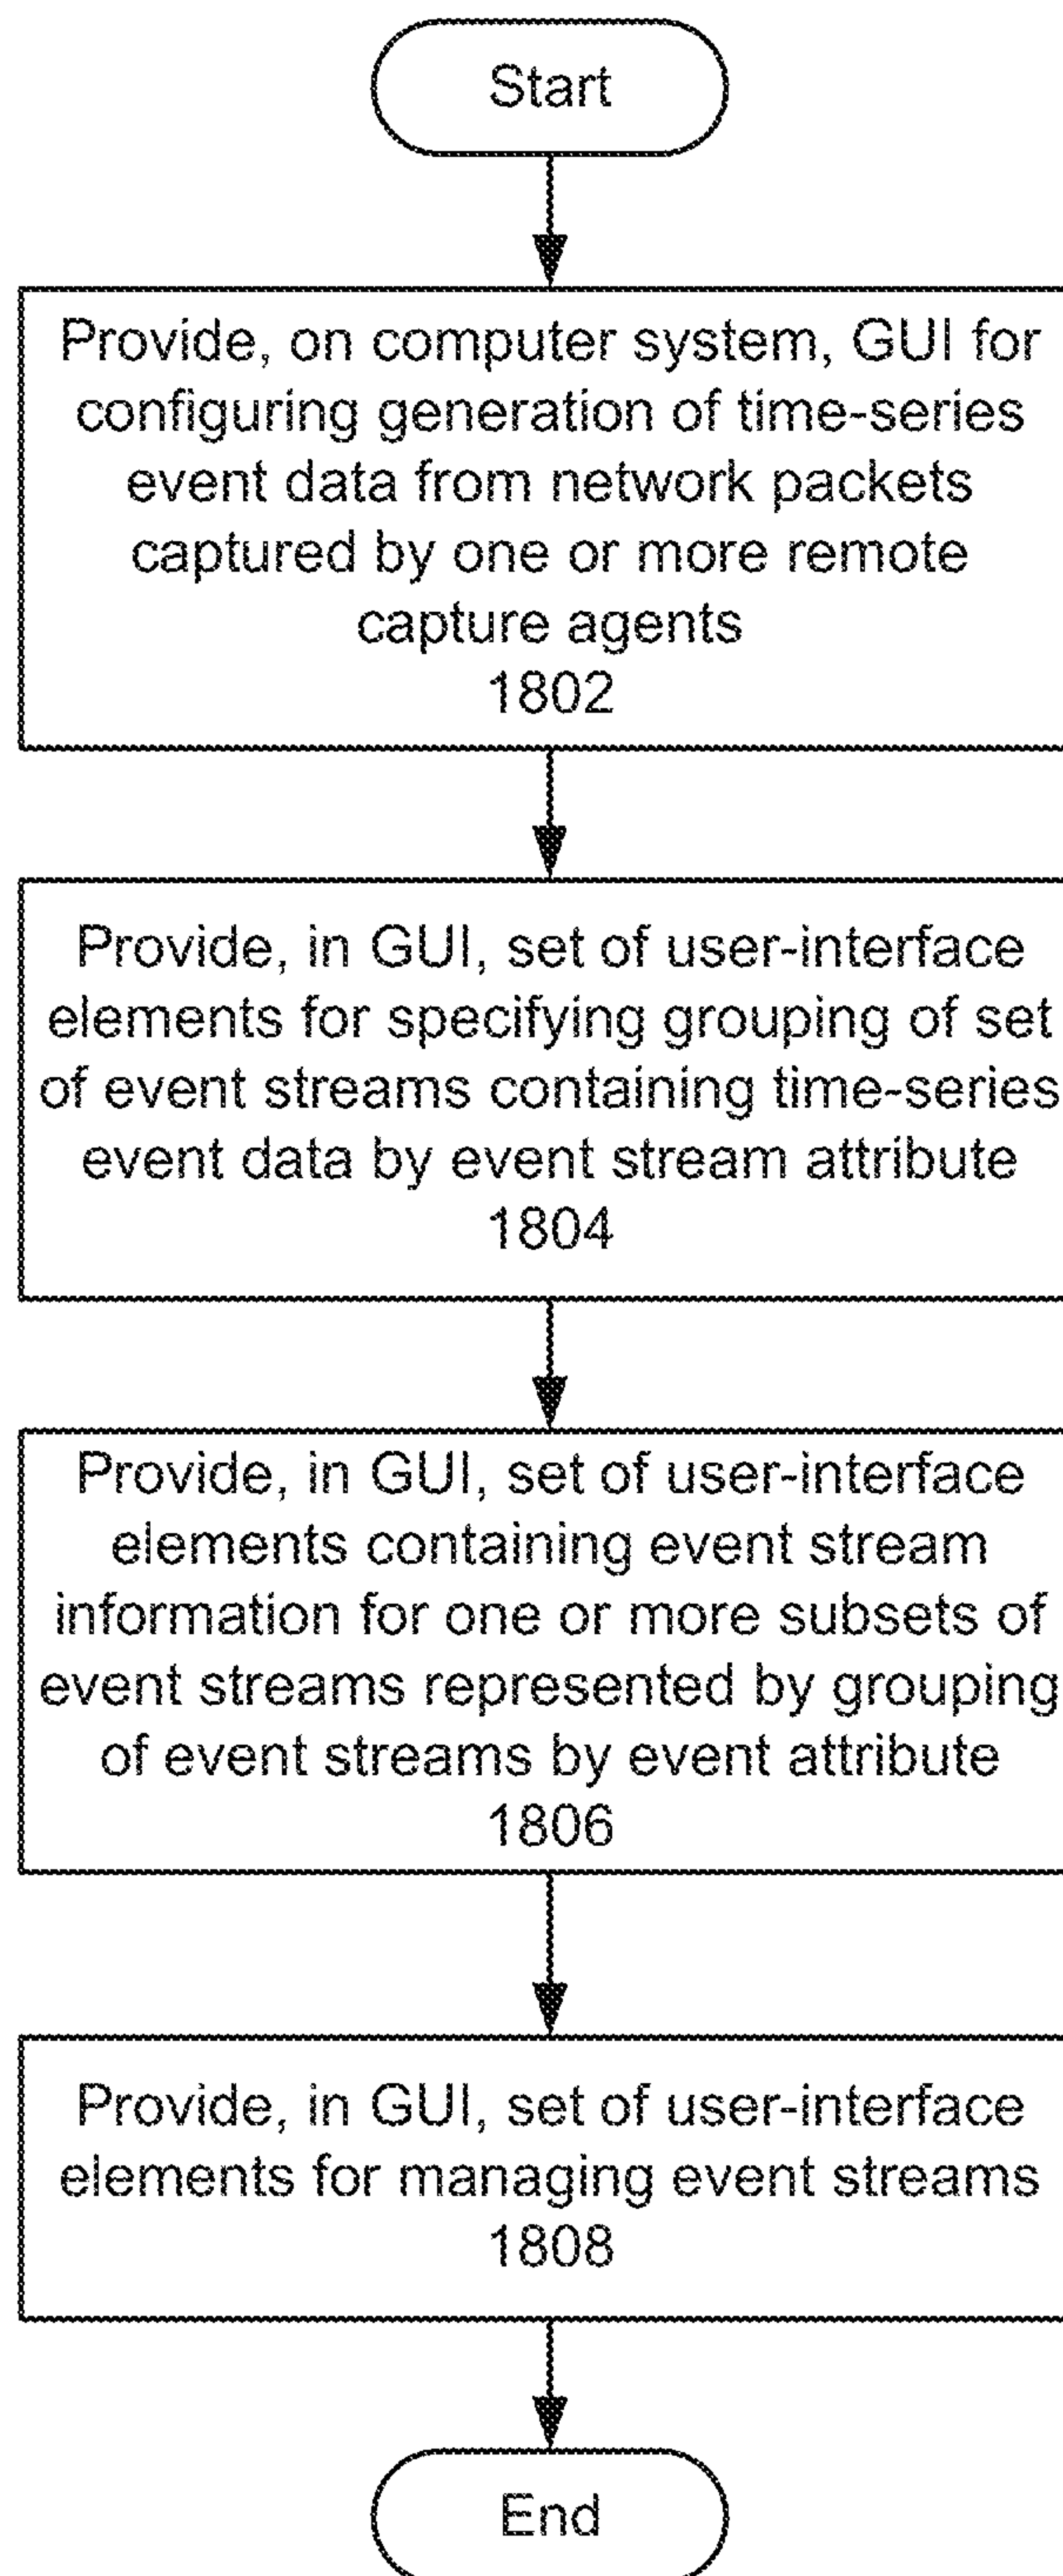 Start
Provide, on computer system, GUI for
configuring generation of time-series
event data from network packets
captured by one or more remote
capture agents
1802
Provide, in GUI, set of user-interface
elements for specifying grouping of set
of event streams containing time-series
event data by event stream attribute
1804
Provide, in GUI, set of user-interface
elements containing event stream
information for one or more subsets of
event streams represented by grouping
of event streams by event attribute
1806
Provide, in GUI, set of user-interface
elements for managing event streams
1808
End